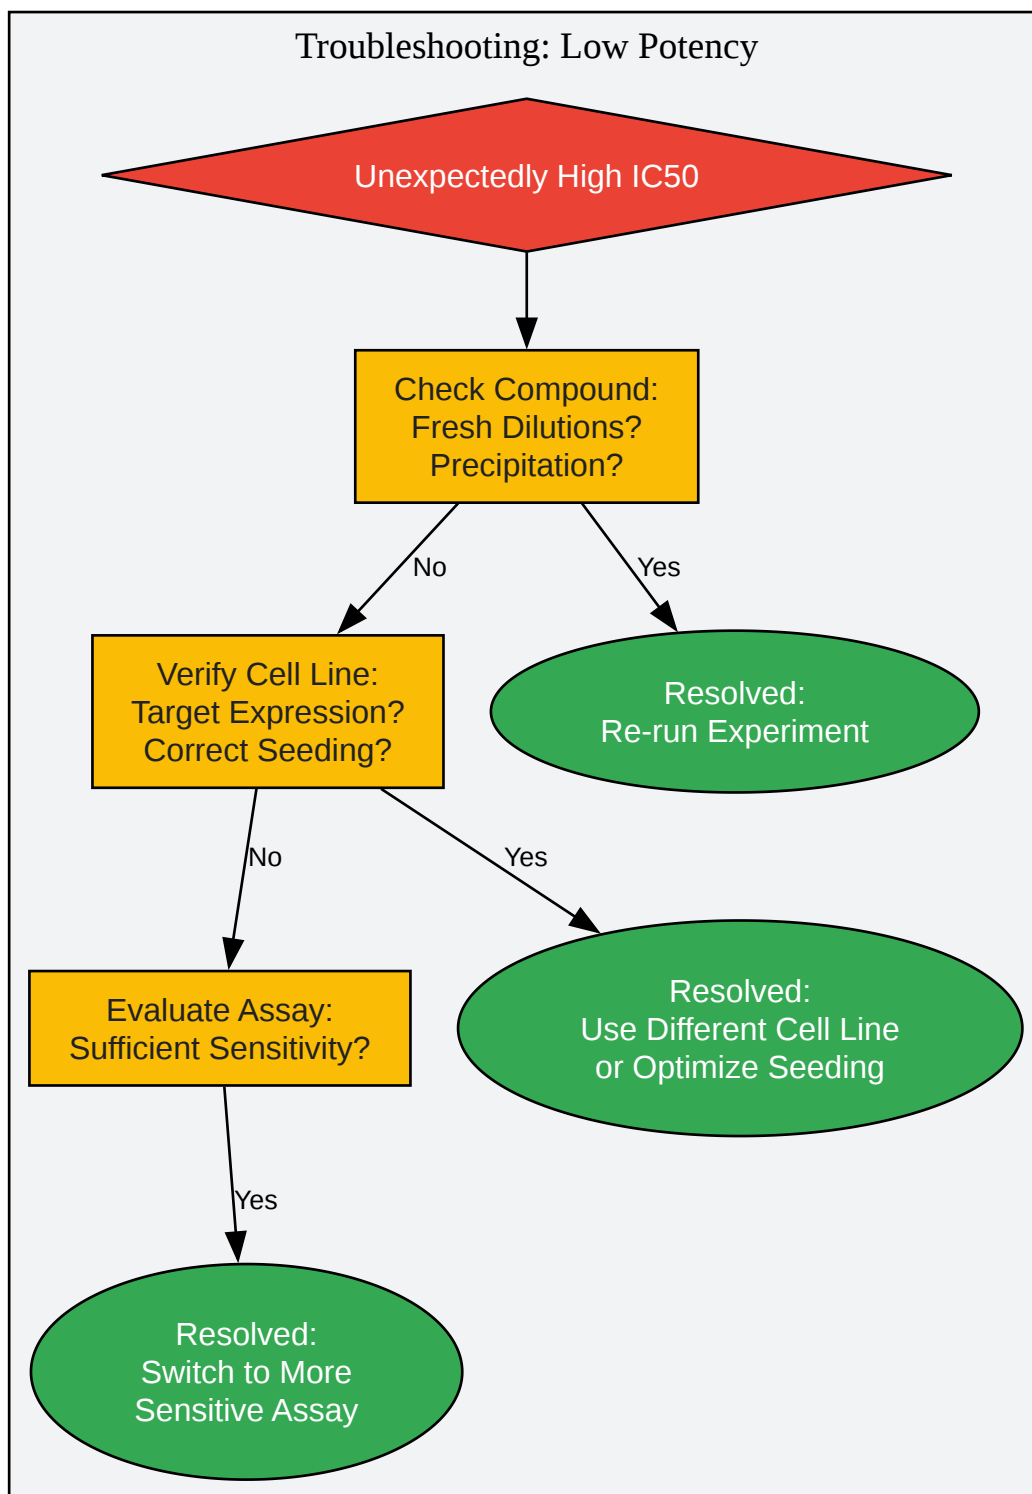 Troubleshooting: Low Potency
Unexpectedly High IC50
Check Compound:
Fresh Dilutions?
Precipitation?
No
Yes
Verify Cell Line:
Target Expression?
Correct Seeding?
Resolved:
Re-run Experiment
No
Yes
Evaluate Assay:
Sufficient Sensitivity?
Resolved:
Use Different Cell Line
or Optimize Seeding
Yes
Resolved:
Switch to More
Sensitive Assay